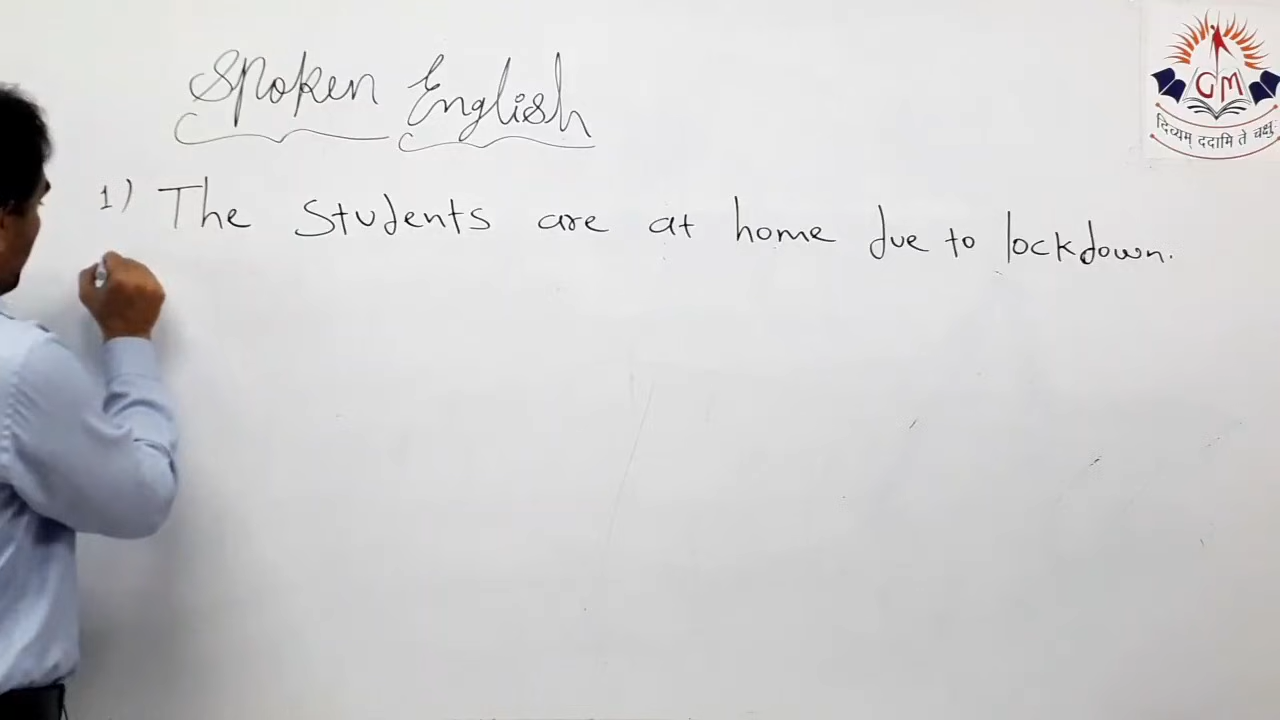 Spoken English
1) The Students are at home due to lockdown.
GM
दिव्यम् ददामि ते चक्षुः